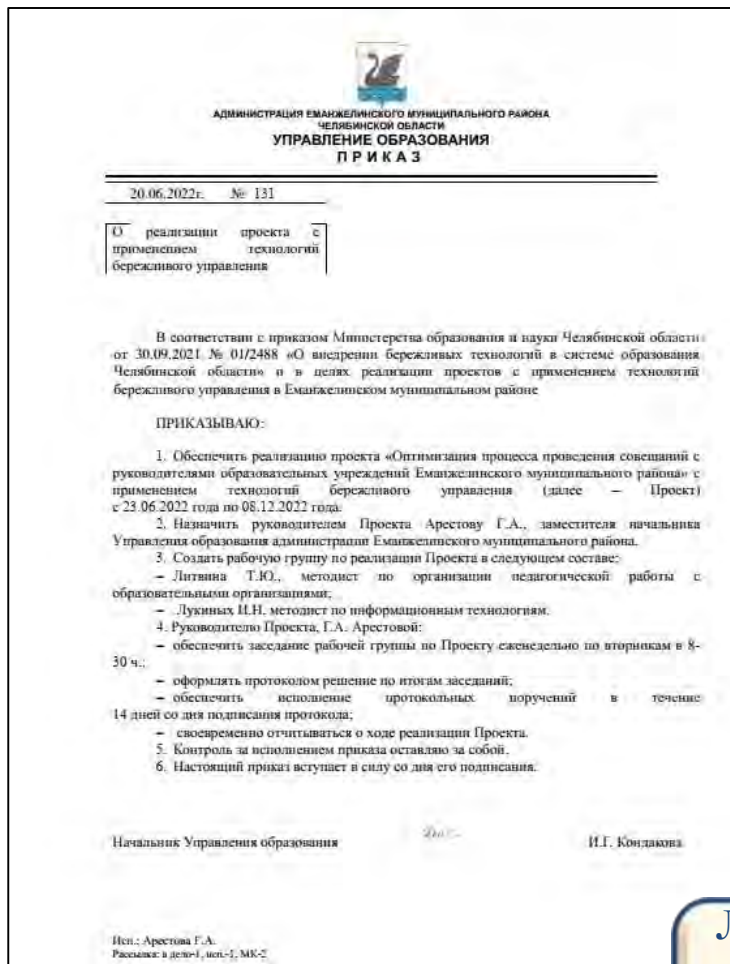 АДМИНИСТРАЦИЯ ЕМАНЖЕЛИНСКОГО МУНИЦИПАЛЬНОГО РАЙОНА
ЧЕЛЯБИНСКОЙ ОБЛАСТИ
УПРАВЛЕНИЕ ОБРАЗОВАНИЯ
П Р И К А З
20.06.2022г. № 131
О реализации проекта с
применением технологий
бережливого управления
В соответствии с приказом Министерства образования и науки Челябинской области
от 30.09.2021 № 01/2488 «О внедрении бережливых технологий в системе образования
Челябинской области» и в целях реализации проектов с применением технологий
бережливого управления в Еманжелинском муниципальном районе
ПРИКАЗЫВАЮ:
1. Обеспечить реализацию проекта «Оптимизация процесса проведения совещаний с
руководителями образовательных учреждений Еманжелинского муниципального района» с
применением технологий бережливого управления (далее – Проект)
с 23.06.2022 года по 08.12.2022 года.
2. Назначить руководителем Проекта Арестову Г.А., заместителя начальника
Управления образования администрации Еманжелинского муниципального района.
3. Создать рабочую группу по реализации Проекта в следующем составе:
– Литвина Т.Ю., методист по организации педагогической работы с
образовательными организациями;
– Лукиных И.Н. методист по информационным технологиям.
4. Руководителю Проекта, Г.А. Арестовой:
– обеспечить заседание рабочей группы по Проекту еженедельно по вторникам в 8-
30 ч.;
– оформлять протоколом решение по итогам заседаний;
– обеспечить исполнение протокольных поручений в течение
14 дней со дня подписания протокола;
– своевременно отчитываться о ходе реализации Проекта.
5. Контроль за исполнением приказа оставляю за собой.
6. Настоящий приказ вступает в силу со дня его подписания.
Начальник Управления образования И.Г. Кондакова
Исп.: Арестова Г.А.
Рассылка: в дело-1, исп.-1, МК-2